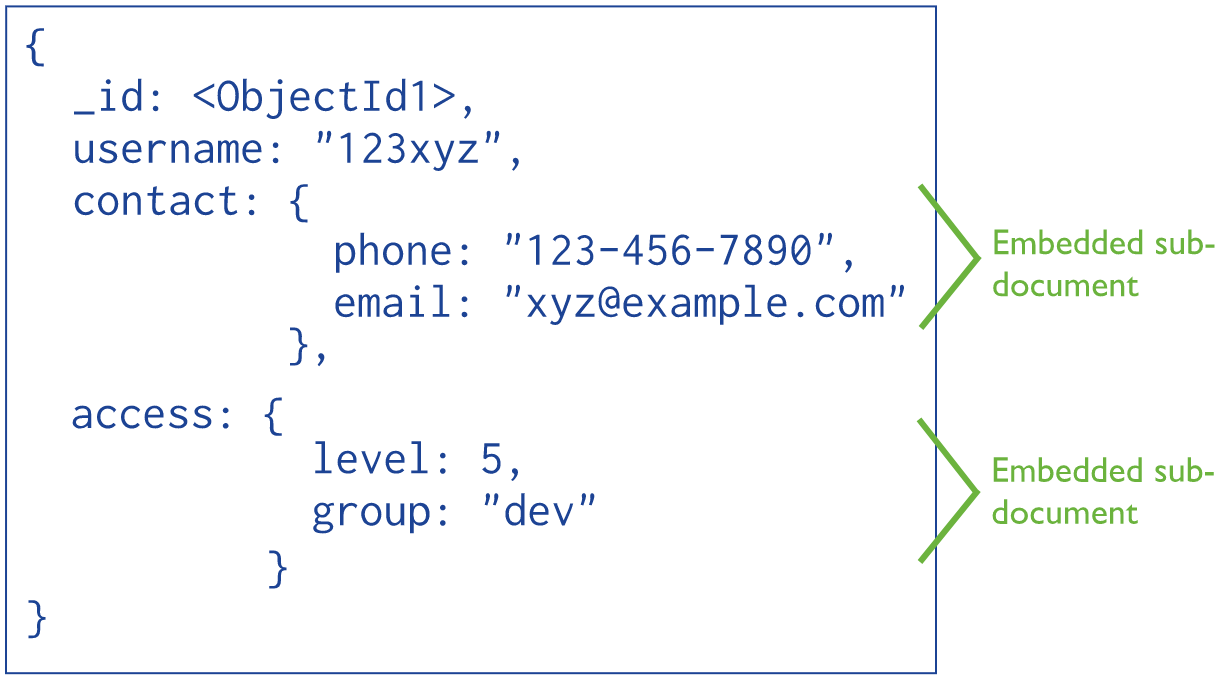 {
_id: <ObjectId1>,
username: "123xyz",
contact: {
phone: "123-456-7890",
email: "xyz@example.com"
},
access: {
level: 5,
group: "dev"
}
}
Embedded sub-
document
Embedded sub-
document